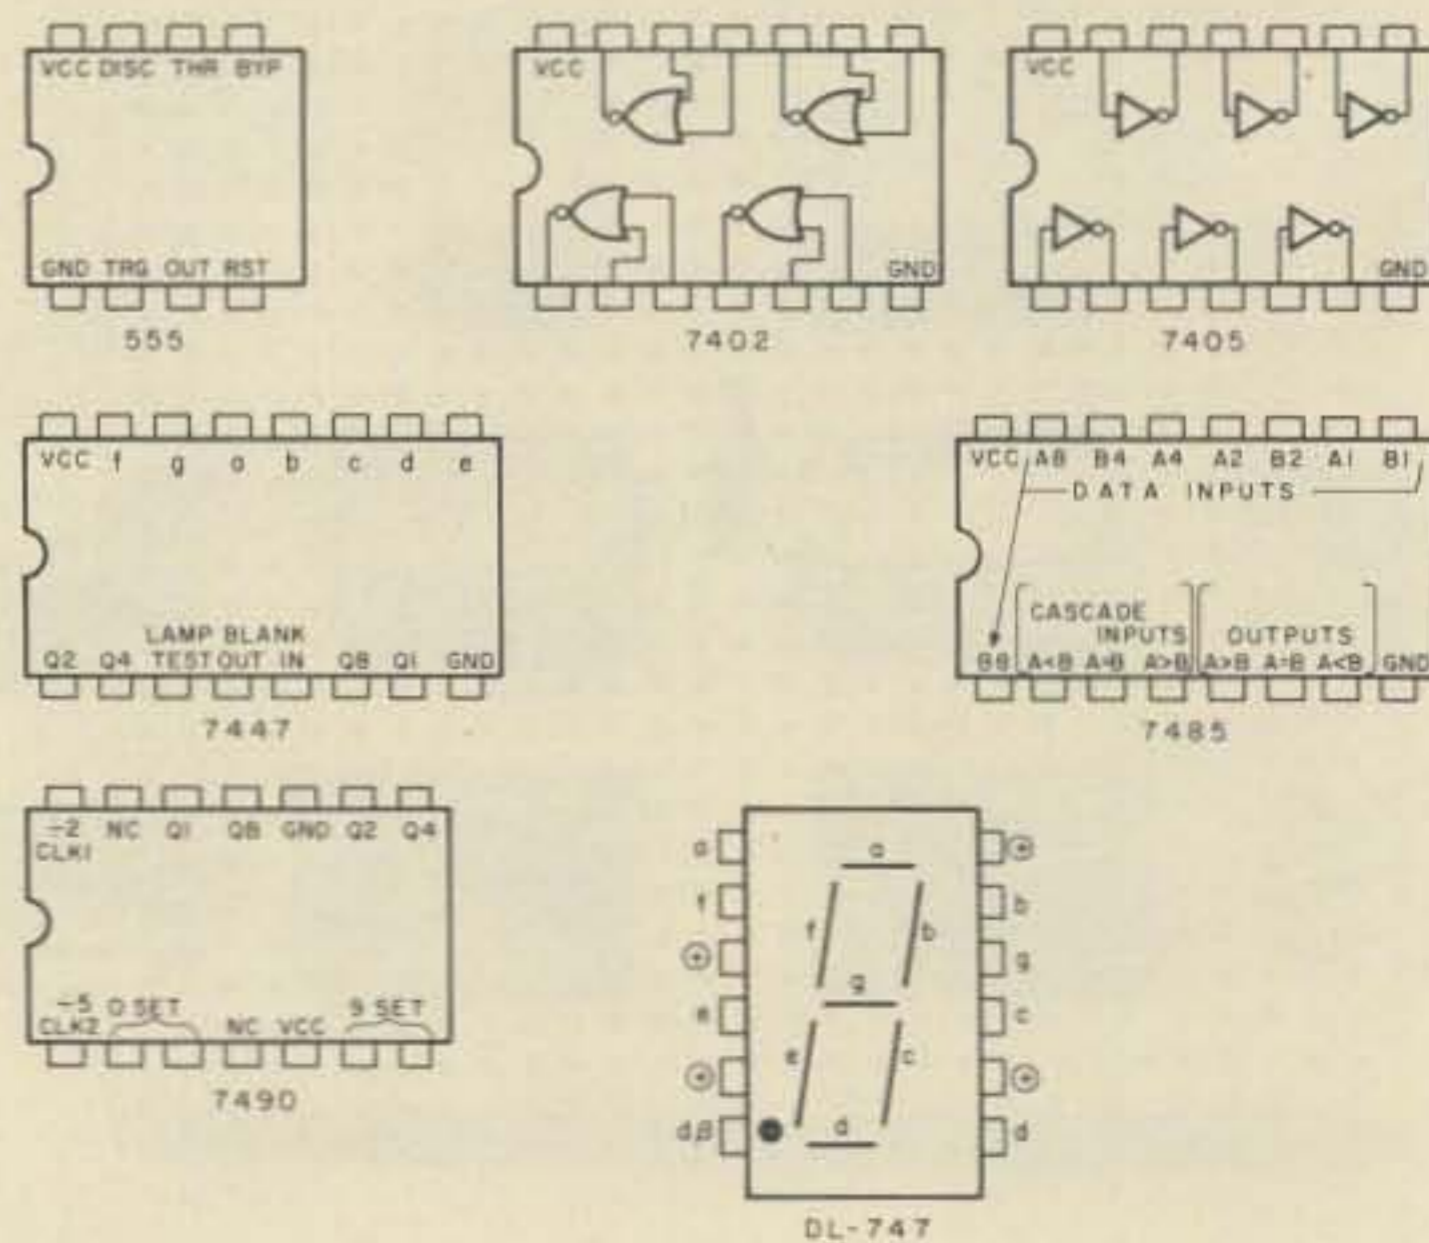 VCC DISC THR BYP
GND TRG OUT RST
555
VCC
GND
7402
VCC
GND
7405
VCC f g a b c d e
LAMP BLANK
Q2 Q4 TEST OUT IN Q8 Q1 GND
7447
VCC A8 B4 A4 A2 B2 A1 B1
DATA INPUTS
CASCADE
INPUTS OUTPUTS
B8 A<B A=B A>B A>B A=B A<B GND
7485
÷2 NC Q1 Q8 GND Q2 Q4
CLK1
÷5 0 SET 9 SET
CLK2 NC VCC
7490
a a +
f f b b
+ g g
e e c c
+ +
dp d d
DL-747